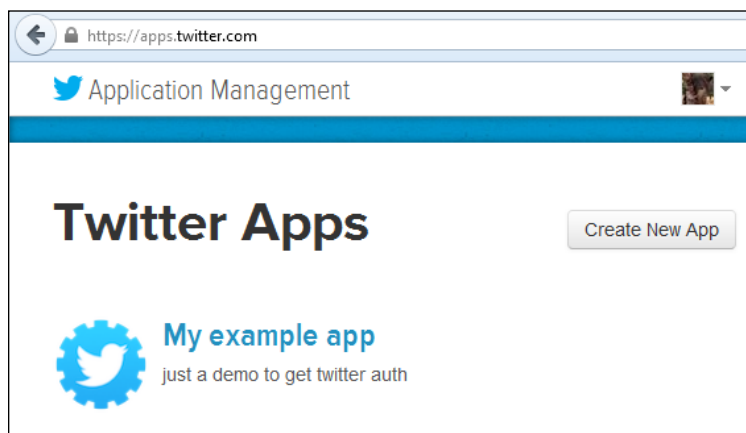 https://apps.twitter.com
Application Management
Twitter Apps
Create New App
My example app
just a demo to get twitter auth